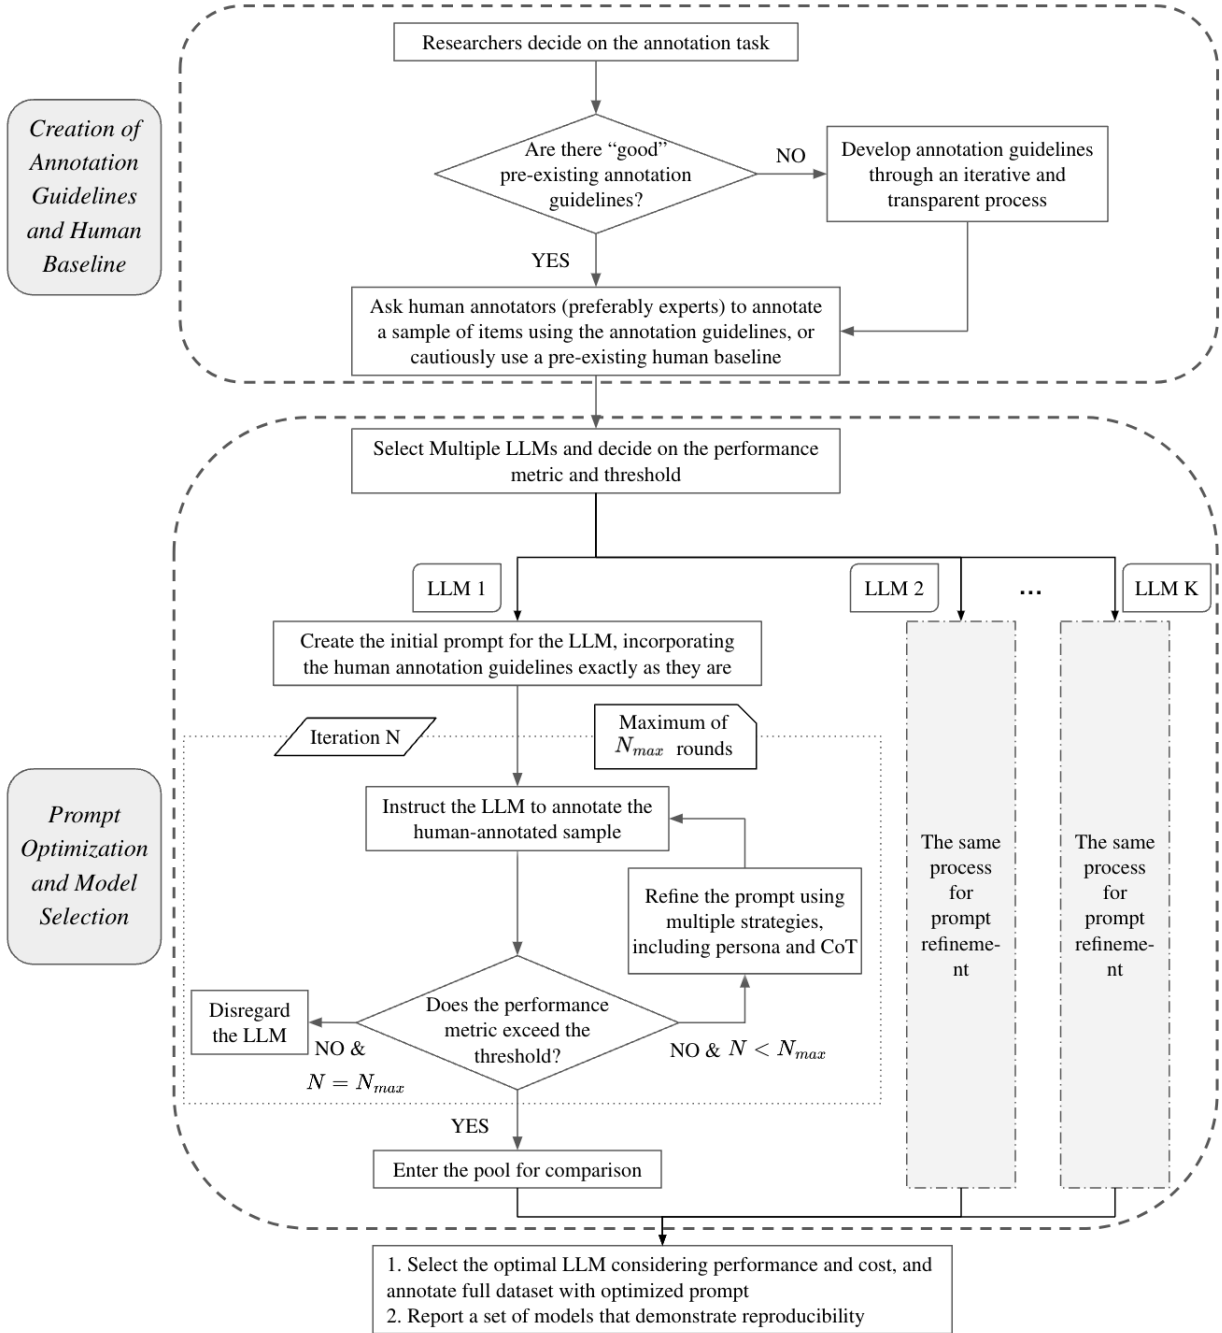 Researchers decide on the annotation task
Creation of
Annotation
Guidelines
and Human
Baseline
Are there “good”
pre-existing annotation
guidelines?
NO
Develop annotation guidelines
through an iterative and
transparent process
YES
Ask human annotators (preferably experts) to annotate
a sample of items using the annotation guidelines, or
cautiously use a pre-existing human baseline
Select Multiple LLMs and decide on the performance
metric and threshold
LLM 1
LLM 2
...
LLM K
Create the initial prompt for the LLM, incorporating
the human annotation guidelines exactly as they are
Iteration N
Maximum of
N_max rounds
Prompt
Optimization
and Model
Selection
Instruct the LLM to annotate the
human-annotated sample
Refine the prompt using
multiple strategies,
including persona and CoT
Does the performance
metric exceed the
threshold?
Disregard
the LLM
NO &
N = N_max
NO & N < N_max
YES
Enter the pool for comparison
The same
process
for
prompt
refineme-
nt
The same
process
for
prompt
refineme-
nt
1. Select the optimal LLM considering performance and cost, and
annotate full dataset with optimized prompt
2. Report a set of models that demonstrate reproducibility